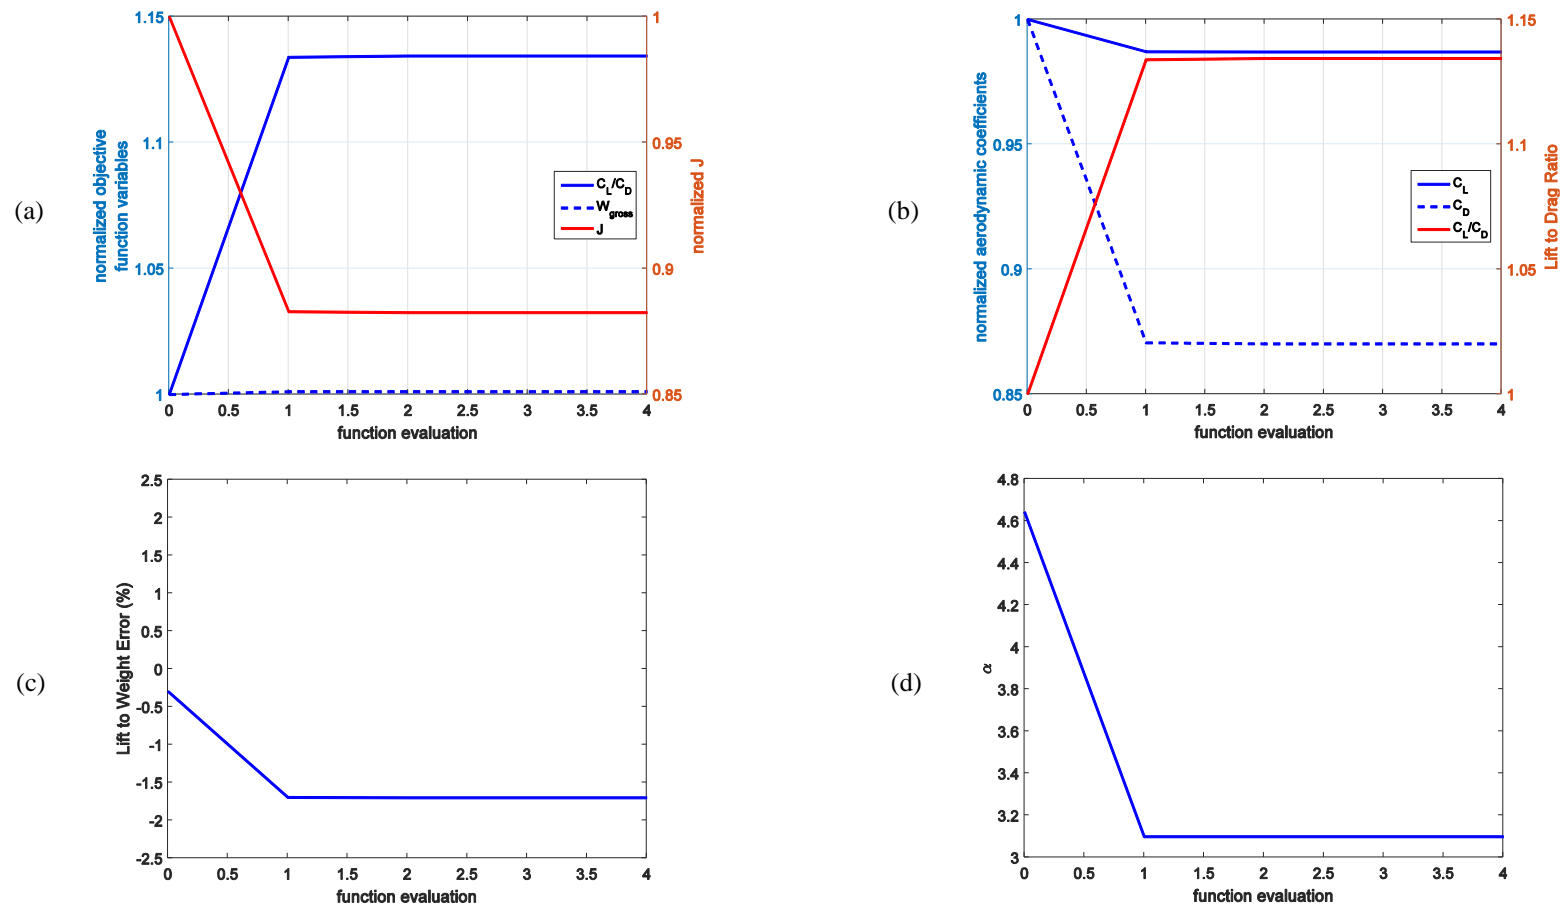 (a)
normalized objective
function variables
1.15
1.1
1.05
1
1
0.95
0.9
0.85
normalized J
C_L/C_D
W_gross
J
0 0.5 1 1.5 2 2.5 3 3.5 4
function evaluation
(b)
normalized aerodynamic coefficients
1
0.95
0.9
0.85
1.15
1.1
1.05
1
Lift to Drag Ratio
C_L
C_D
C_L/C_D
0 0.5 1 1.5 2 2.5 3 3.5 4
function evaluation
(c)
Lift to Weight Error (%)
2.5
2
1.5
1
0.5
0
-0.5
-1
-1.5
-2
-2.5
0 0.5 1 1.5 2 2.5 3 3.5 4
function evaluation
(d)
α
4.8
4.6
4.4
4.2
4
3.8
3.6
3.4
3.2
3
0 0.5 1 1.5 2 2.5 3 3.5 4
function evaluation